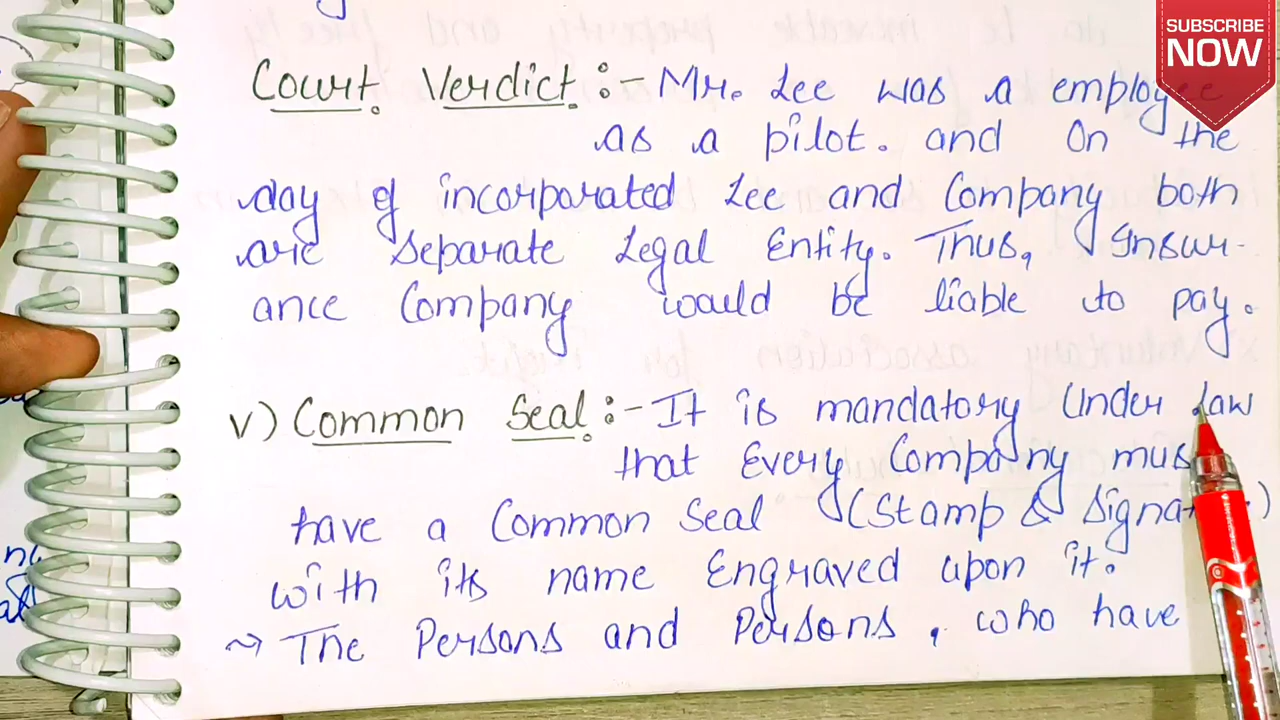 SUBSCRIBE
NOW
Court Verdict :- Mr. Lee was a employee
as a pilot. and On the
day of incorporated Lee and Company both
are Separate Legal Entity. Thus, Insur-
ance Company would be liable to pay.
v) Common Seal :- It is mandatory Under Law
that Every Company mus
have a Common Seal (Stamp & Signat
with its name Engraved upon it.
~> The Persons and Persons, who have